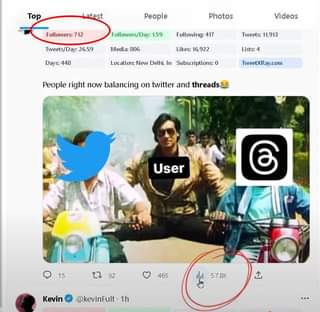 Top Latest People Photos Videos
Followers: 712 Followers/Day: 1.59 Following: 417 Tweets: 11,913
Tweets/Day: 26.59 Media: 806 Likes: 16,922 Lists: 4
Days: 448 Location: New Delhi, In Subscriptions: 0 TweetXRay.com
People right now balancing on twitter and threads😂
User
15 92 465 57.8K
Kevin @kevinfult · 1h